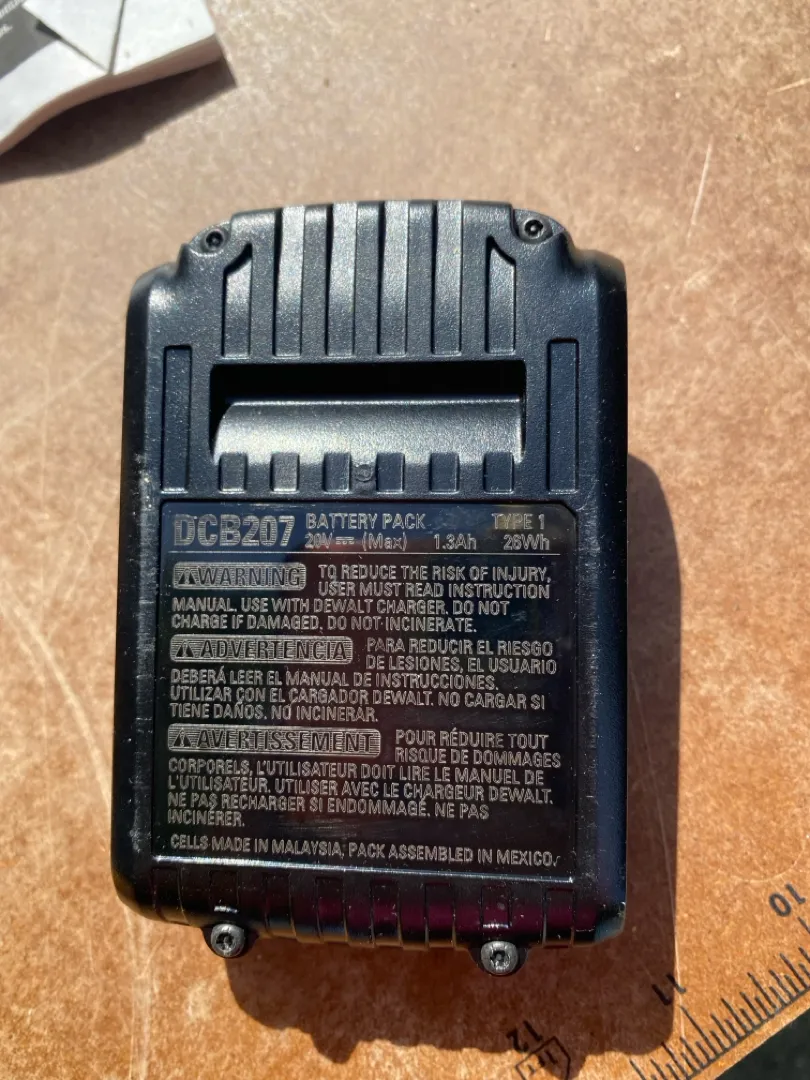 DCB207 BATTERY PACK TYPE 1
20V ⎓ (Max) 1.3Ah 26Wh
⚠WARNING TO REDUCE THE RISK OF INJURY,
USER MUST READ INSTRUCTION
MANUAL. USE WITH DEWALT CHARGER. DO NOT
CHARGE IF DAMAGED. DO NOT INCINERATE.
⚠ADVERTENCIA PARA REDUCIR EL RIESGO
DE LESIONES, EL USUARIO
DEBERÁ LEER EL MANUAL DE INSTRUCCIONES.
UTILIZAR CON EL CARGADOR DEWALT. NO CARGAR SI
TIENE DAÑOS. NO INCINERAR.
⚠AVERTISSEMENT POUR RÉDUIRE TOUT
RISQUE DE DOMMAGES
CORPORELS, L'UTILISATEUR DOIT LIRE LE MANUEL DE
L'UTILISATEUR. UTILISER AVEC LE CHARGEUR DEWALT.
NE PAS RECHARGER SI ENDOMMAGÉ. NE PAS
INCINÉRER.
CELLS MADE IN MALAYSIA, PACK ASSEMBLED IN MEXICO.
10
11
12
in